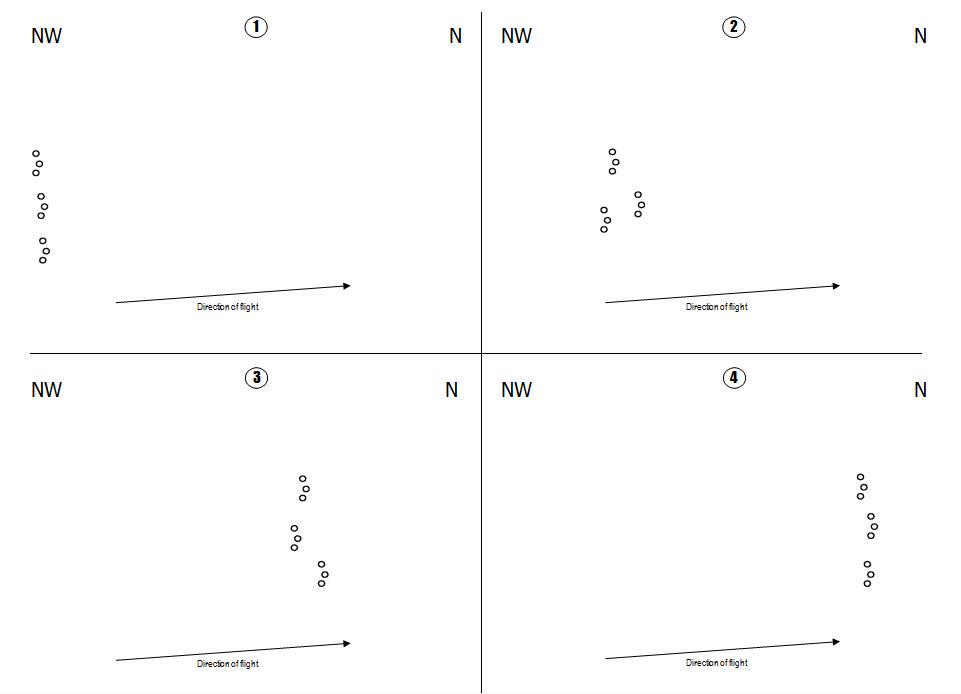 NW 1 N
NW 2 N
Direction of flight
Direction of flight
NW 3 N
NW 4 N
Direction of flight
Direction of flight